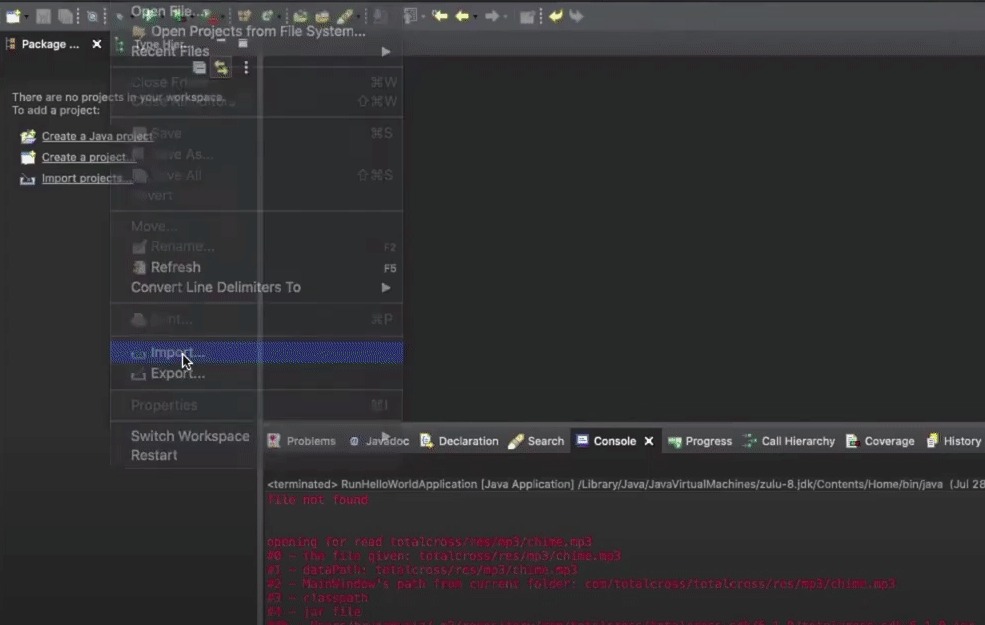 Open File...
Open Projects from File System...
Recent Files
Package ...
Type Hier...
Close Editor ⌘W
⇧⌘W
There are no projects in your workspace.
To add a project:
Create a Java project
Create a project...
Import projects...
Save ⌘S
Save As...
Save All ⇧⌘S
Move...
Rename... F2
Refresh F5
Convert Line Delimiters To
Print... ⌘P
Import...
Export...
Properties ⌘I
Switch Workspace
Restart
Problems Javadoc Declaration Search Console Progress Call Hierarchy Coverage History
<terminated> RunHelloWorldApplication [Java Application] /Library/Java/JavaVirtualMachines/zulu-8.jdk/Contents/Home/bin/java (Jul 28
file not found
opening for read totalcross/res/mp3/chime.mp3
#0 – the file given: totalcross/res/mp3/chime.mp3
#1 – dataPath: totalcross/res/mp3/chime.mp3
#2 – MainWindow's path from current folder: com/totalcross/totalcross/res/mp3/chime.mp3
#3 – classpath
#4 – jar file